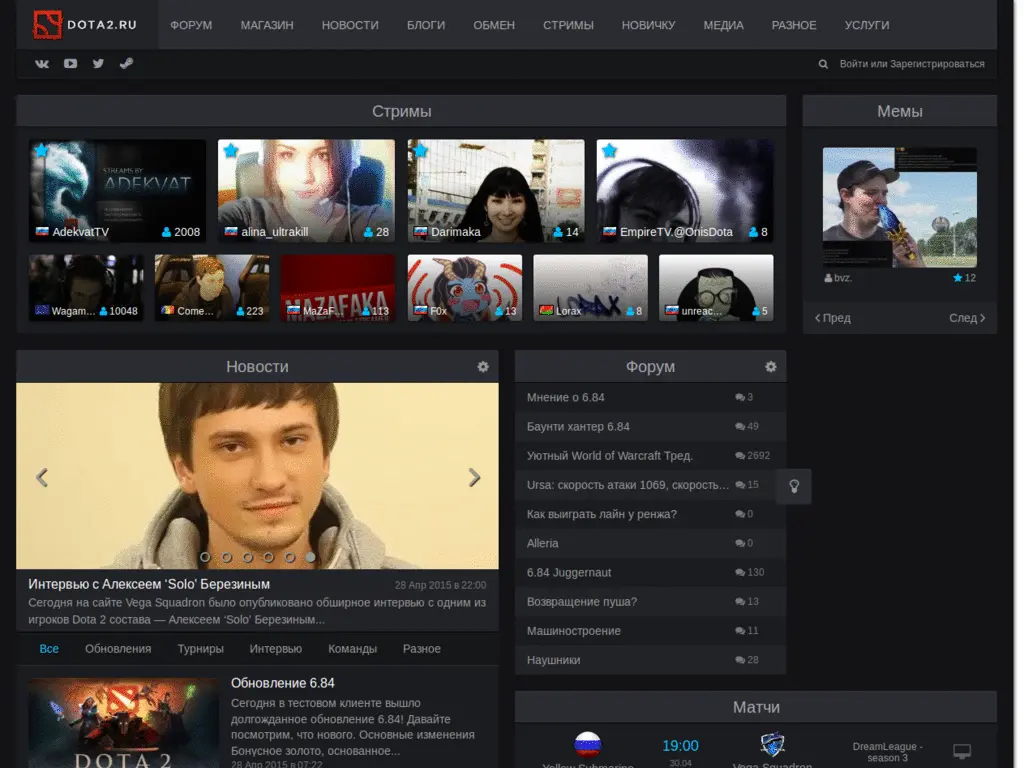 DOTA2.RU
ФОРУМ МАГАЗИН НОВОСТИ БЛОГИ ОБМЕН СТРИМЫ НОВИЧКУ МЕДИА РАЗНОЕ УСЛУГИ
Войти или Зарегистрироваться
Стримы
STREAMS BY
ADEKVAT
AdekvatTV 2008
alina_ultrakill 28
Darimaka 14
EmpireTV.@OnisDota 8
Wagam... 10048
Come... 223
MAZAFAKA
MaZaF... 113
F0x 13
LORAX
Lorax 8
unreac... 5
Мемы
bvz. 12
Пред След
Новости
Интервью с Алексеем ‘Solo’ Березиным 28 Апр 2015 в 22:00
Сегодня на сайте Vega Squadron было опубликовано обширное интервью с одним из
игроков Dota 2 состава — Алексеем ‘Solo’ Березиным...
Все Обновления Турниры Интервью Команды Разное
DOTA 2
Обновление 6.84
Сегодня в тестовом клиенте вышло
долгожданное обновление 6.84! Давайте
посмотрим, что нового. Основные изменения
Бонусное золото, основанное...
28 Апр 2015 в 07:22
Форум
Мнение о 6.84 3
Баунти хантер 6.84 49
Уютный World of Warcraft Тред. 2692
Ursa: скорость атаки 1069, скорость... 15
Как выиграть лайн у ренжа? 0
Alleria 0
6.84 Juggernaut 130
Возвращение пуша? 13
Машиностроение 11
Наушники 28
Матчи
Yellow Submarine
19:00
30.04
Vega Squadron
DreamLeague -
season 3